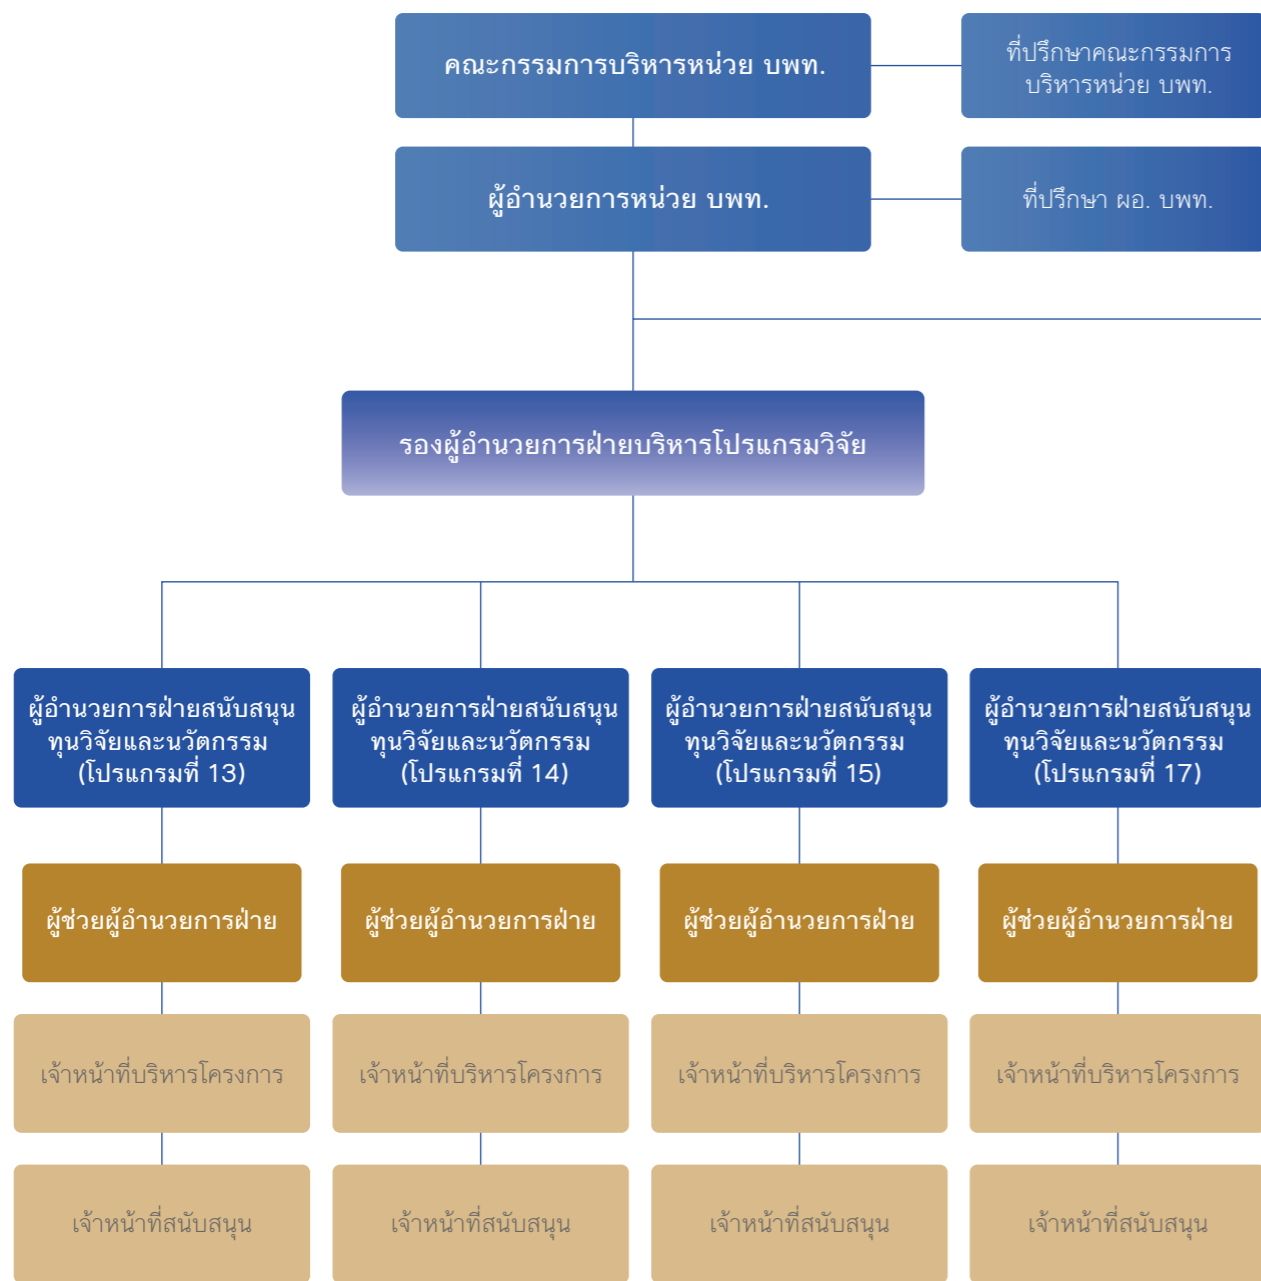 คณะกรรมการบริหารหน่วย บพท.
ที่ปรึกษาคณะกรรมการ
บริหารหน่วย บพท.
ผู้อำนวยการหน่วย บพท.
ที่ปรึกษา ผอ. บพท.
รองผู้อำนวยการฝ่ายบริหารโปรแกรมวิจัย
ผู้อำนวยการฝ่ายสนับสนุน
ทุนวิจัยและนวัตกรรม
(โปรแกรมที่ 13)
ผู้อำนวยการฝ่ายสนับสนุน
ทุนวิจัยและนวัตกรรม
(โปรแกรมที่ 14)
ผู้อำนวยการฝ่ายสนับสนุน
ทุนวิจัยและนวัตกรรม
(โปรแกรมที่ 15)
ผู้อำนวยการฝ่ายสนับสนุน
ทุนวิจัยและนวัตกรรม
(โปรแกรมที่ 17)
ผู้ช่วยผู้อำนวยการฝ่าย
ผู้ช่วยผู้อำนวยการฝ่าย
ผู้ช่วยผู้อำนวยการฝ่าย
ผู้ช่วยผู้อำนวยการฝ่าย
เจ้าหน้าที่บริหารโครงการ
เจ้าหน้าที่บริหารโครงการ
เจ้าหน้าที่บริหารโครงการ
เจ้าหน้าที่บริหารโครงการ
เจ้าหน้าที่สนับสนุน
เจ้าหน้าที่สนับสนุน
เจ้าหน้าที่สนับสนุน
เจ้าหน้าที่สนับสนุน